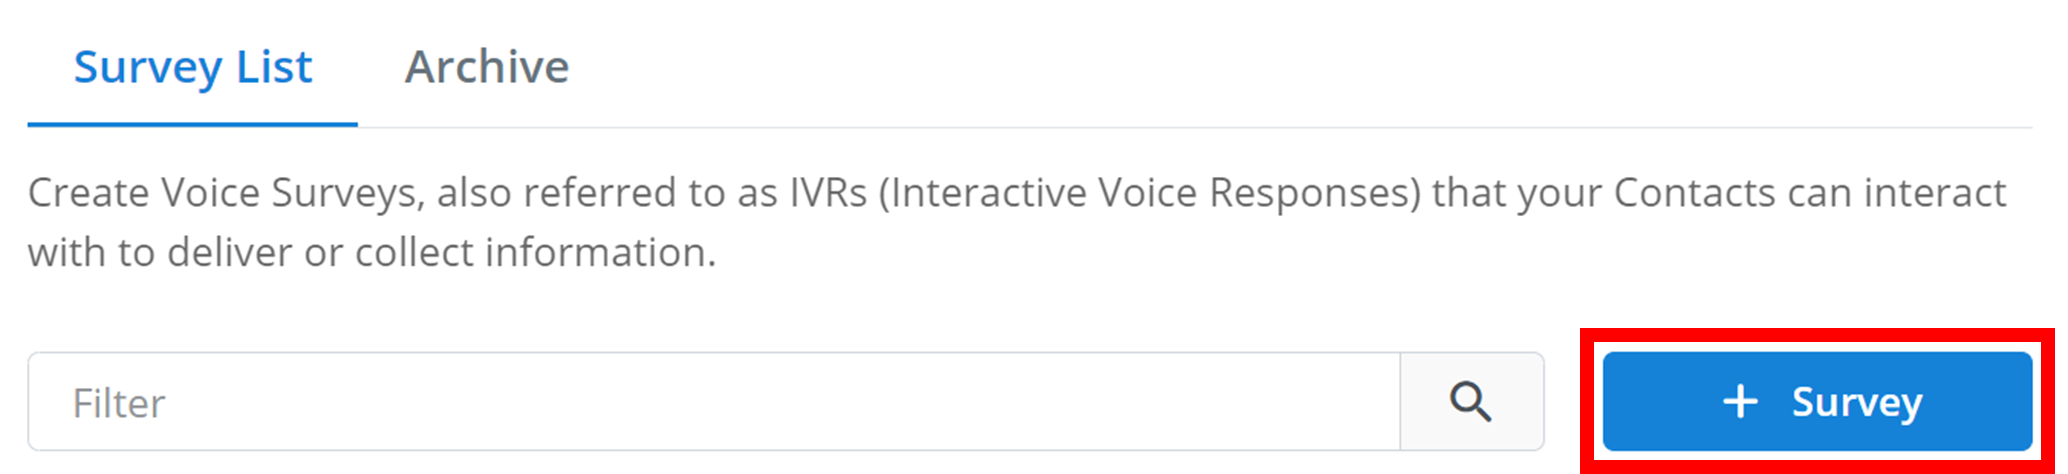 Survey List Archive
Create Voice Surveys, also referred to as IVRs (Interactive Voice Responses) that your Contacts can interact
with to deliver or collect information.
Filter + Survey